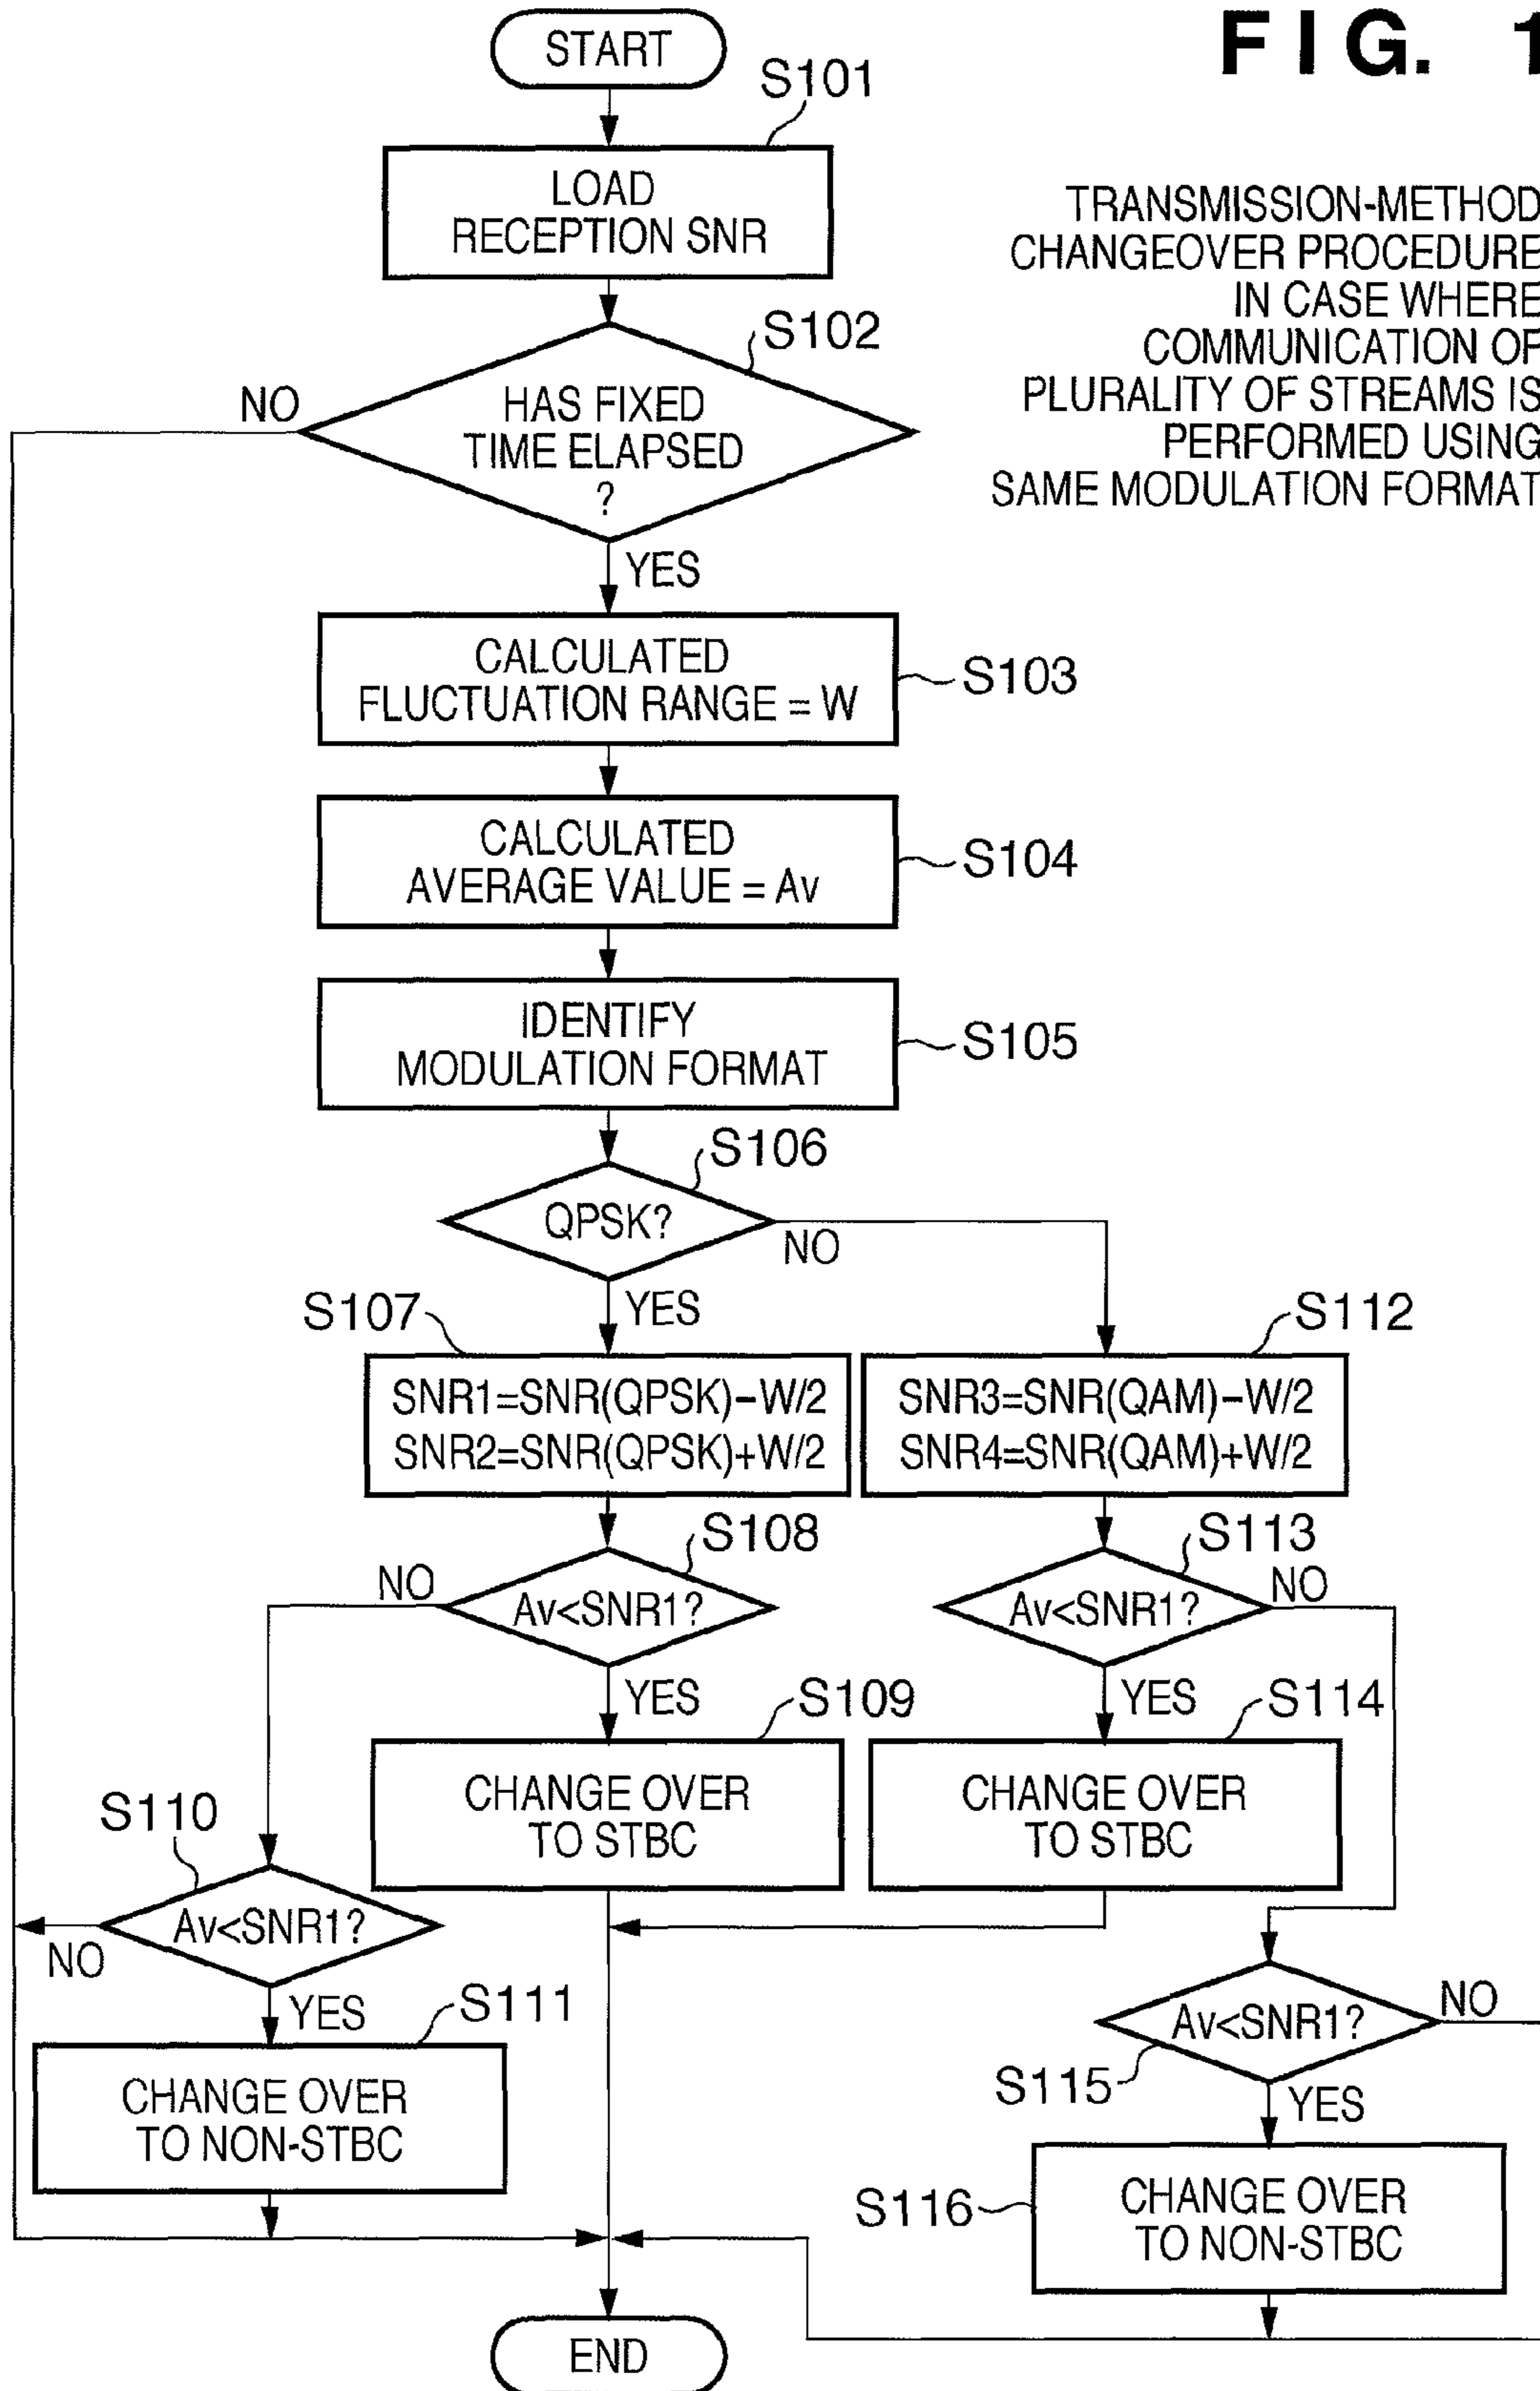 START
FIG. 1
S101
LOAD
RECEPTION SNR
TRANSMISSION-METHOD
CHANGEOVER PROCEDURE
IN CASE WHERE
COMMUNICATION OF
PLURALITY OF STREAMS IS
PERFORMED USING
SAME MODULATION FORMAT
S102
NO
HAS FIXED
TIME ELAPSED
?
YES
CALCULATED
FLUCTUATION RANGE = W
S103
CALCULATED
AVERAGE VALUE = Av
S104
IDENTIFY
MODULATION FORMAT
S105
S106
QPSK?
NO
YES
S107
SNR1=SNR(QPSK)−W/2
SNR2=SNR(QPSK)+W/2
S112
SNR3=SNR(QAM)−W/2
SNR4=SNR(QAM)+W/2
S108
NO
Av<SNR1?
YES
S113
NO
Av<SNR1?
YES
S109
CHANGE OVER
TO STBC
S114
CHANGE OVER
TO STBC
S110
Av<SNR1?
NO
YES
S111
CHANGE OVER
TO NON-STBC
Av<SNR1?
NO
S115
YES
S116
CHANGE OVER
TO NON-STBC
END